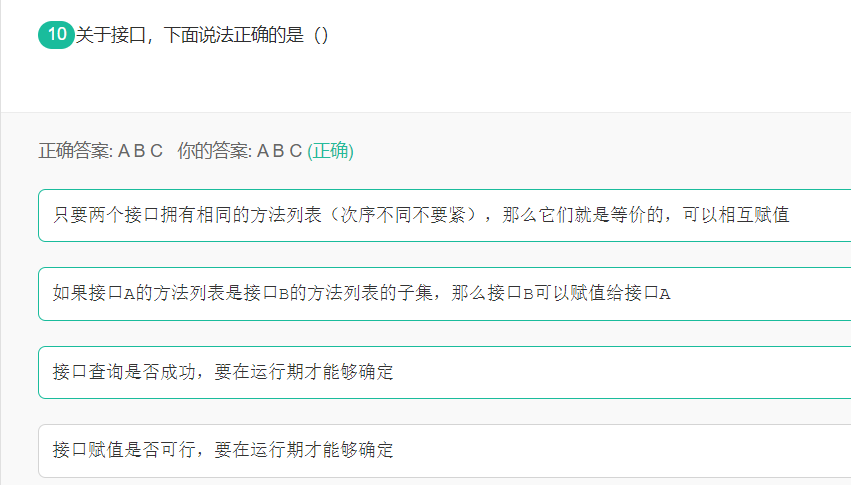 10 关于接口，下面说法正确的是（）
正确答案: A B C 你的答案: A B C (正确)
只要两个接口拥有相同的方法列表（次序不同不要紧），那么它们就是等价的，可以相互赋值
如果接口A的方法列表是接口B的方法列表的子集，那么接口B可以赋值给接口A
接口查询是否成功，要在运行期才能够确定
接口赋值是否可行，要在运行期才能够确定